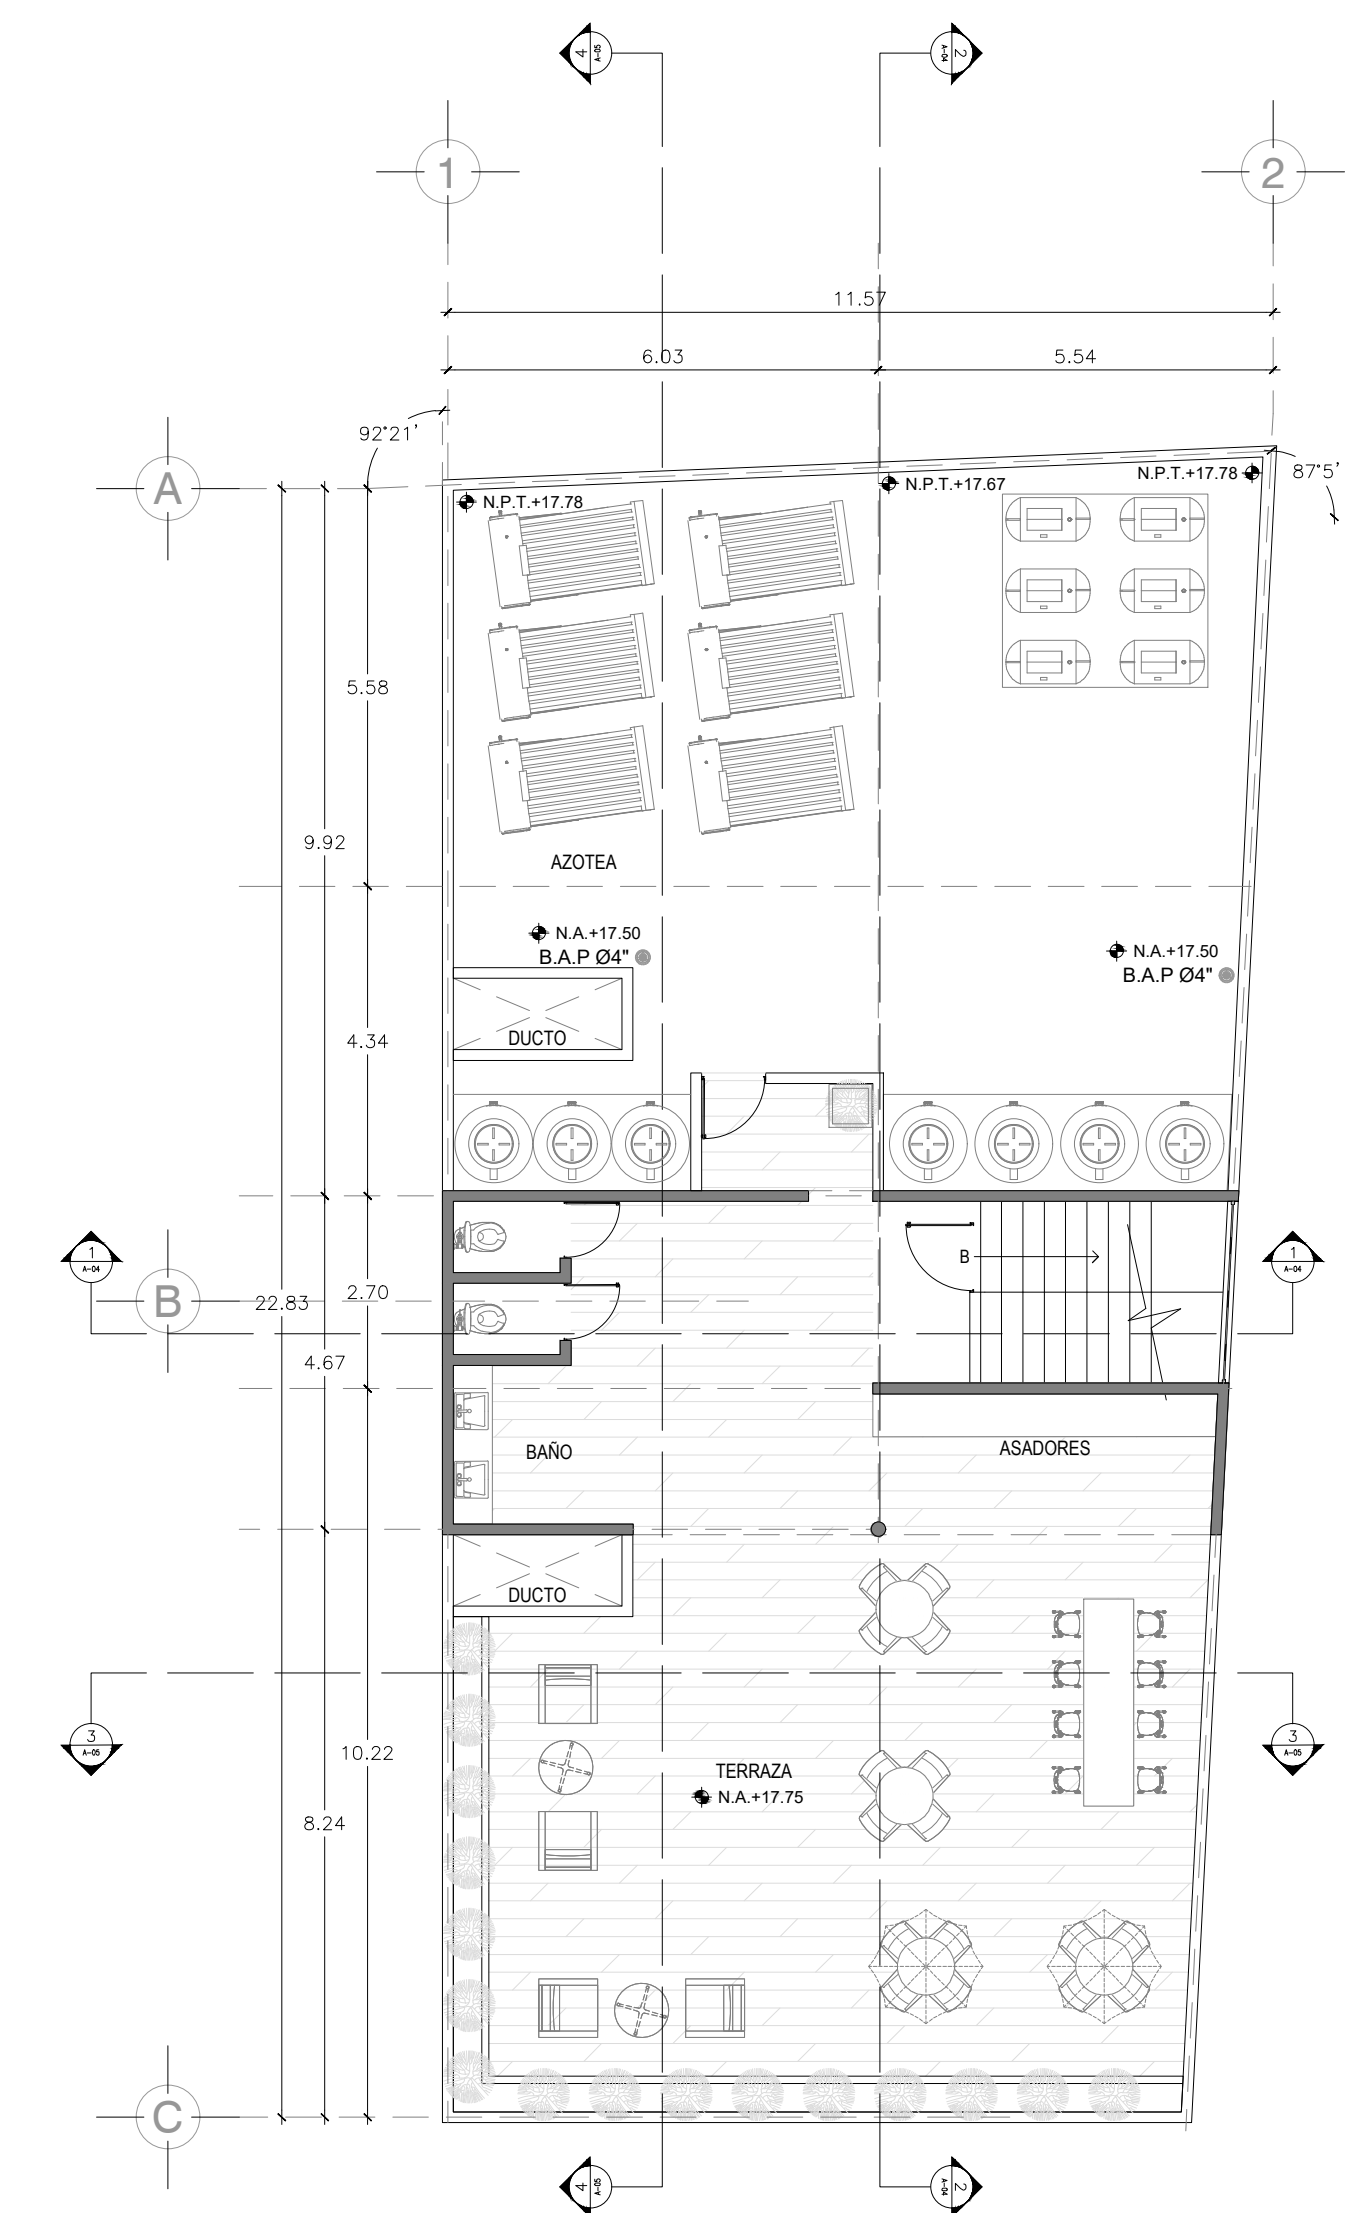 4
A-05
2
A-04
1
2
11.57
6.03
5.54
92°21'
87°5'
A
N.P.T.+17.78
N.P.T.+17.67
N.P.T.+17.78
5.58
9.92
AZOTEA
N.A.+17.50
B.A.P Ø4"
N.A.+17.50
B.A.P Ø4"
4.34
DUCTO
1
A-04
B
1
A-04
B
22.83
2.70
4.67
BAÑO
ASADORES
DUCTO
3
A-05
3
A-05
10.22
TERRAZA
N.A.+17.75
8.24
C
4
A-05
2
A-04